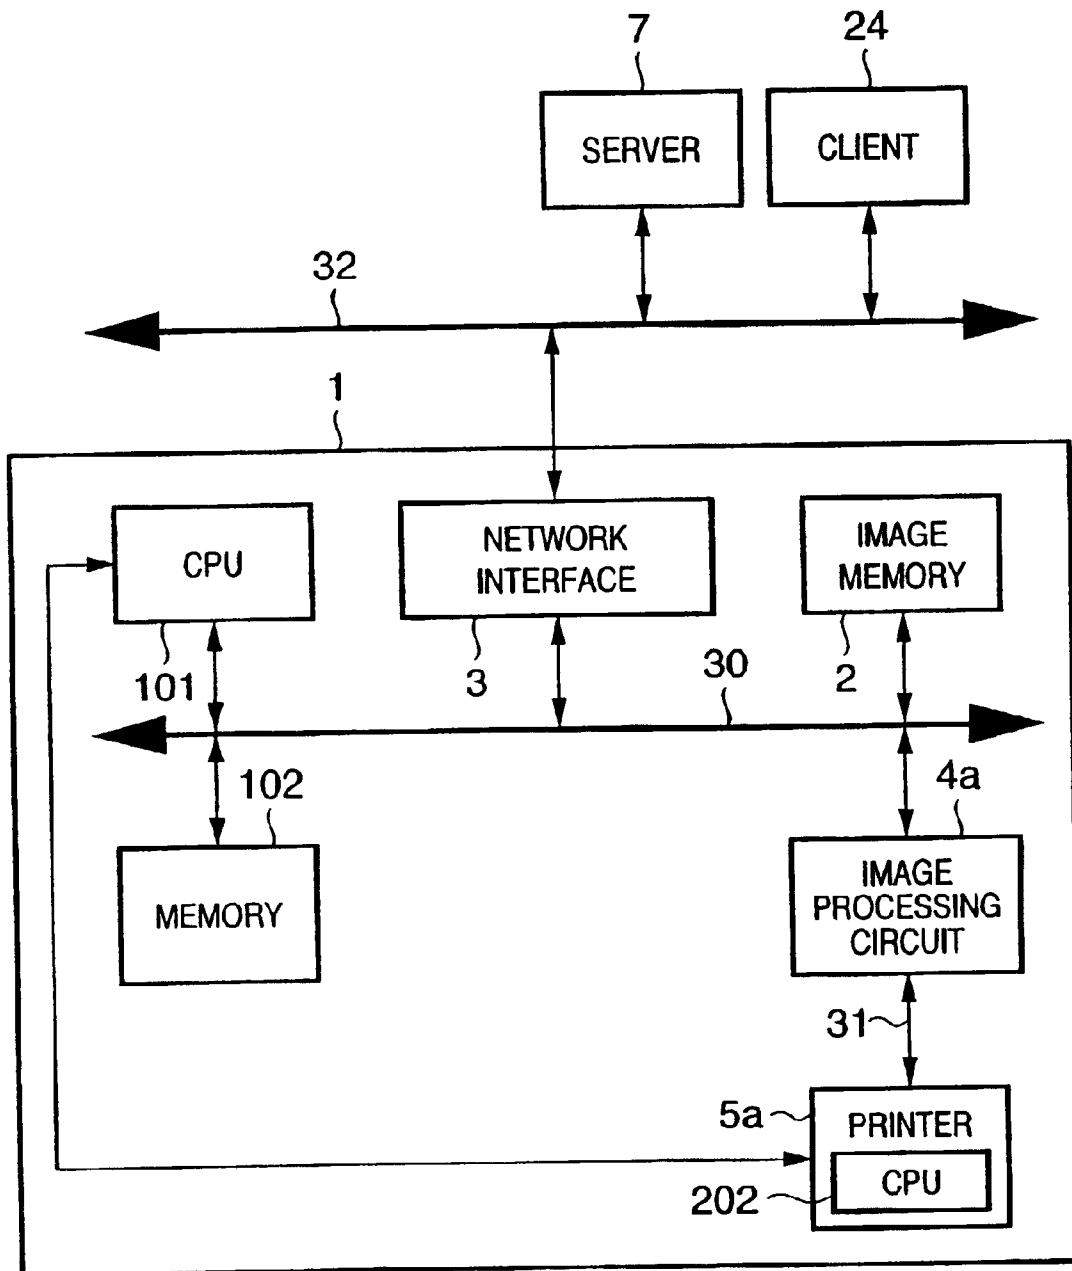 7
24
SERVER
CLIENT
32
1
CPU
NETWORK
INTERFACE
IMAGE
MEMORY
101
3
2
30
102
4a
MEMORY
IMAGE
PROCESSING
CIRCUIT
31
5a
PRINTER
CPU
202